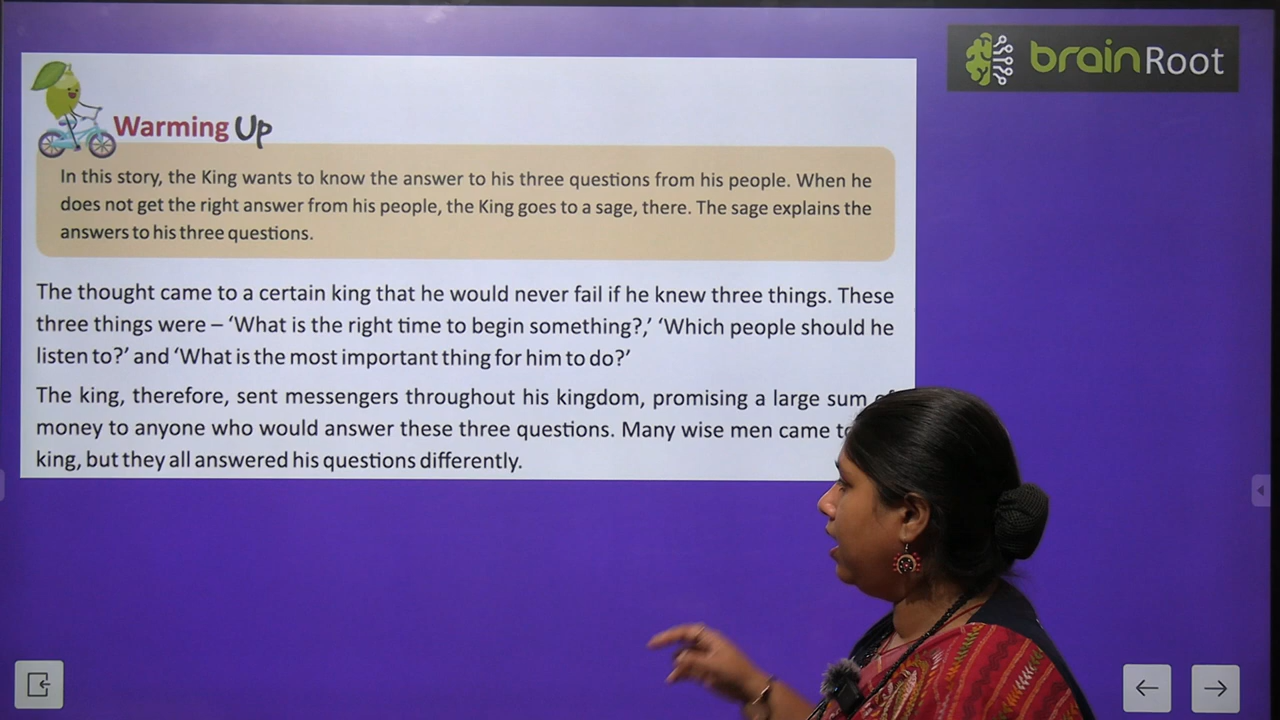 brainRoot
Warming Up
In this story, the King wants to know the answer to his three questions from his people. When he
does not get the right answer from his people, the King goes to a sage, there. The sage explains the
answers to his three questions.
The thought came to a certain king that he would never fail if he knew three things. These
three things were – ‘What is the right time to begin something?,’ ‘Which people should he
listen to?’ and ‘What is the most important thing for him to do?’
The king, therefore, sent messengers throughout his kingdom, promising a large sum of
money to anyone who would answer these three questions. Many wise men came
king, but they all answered his questions differently.